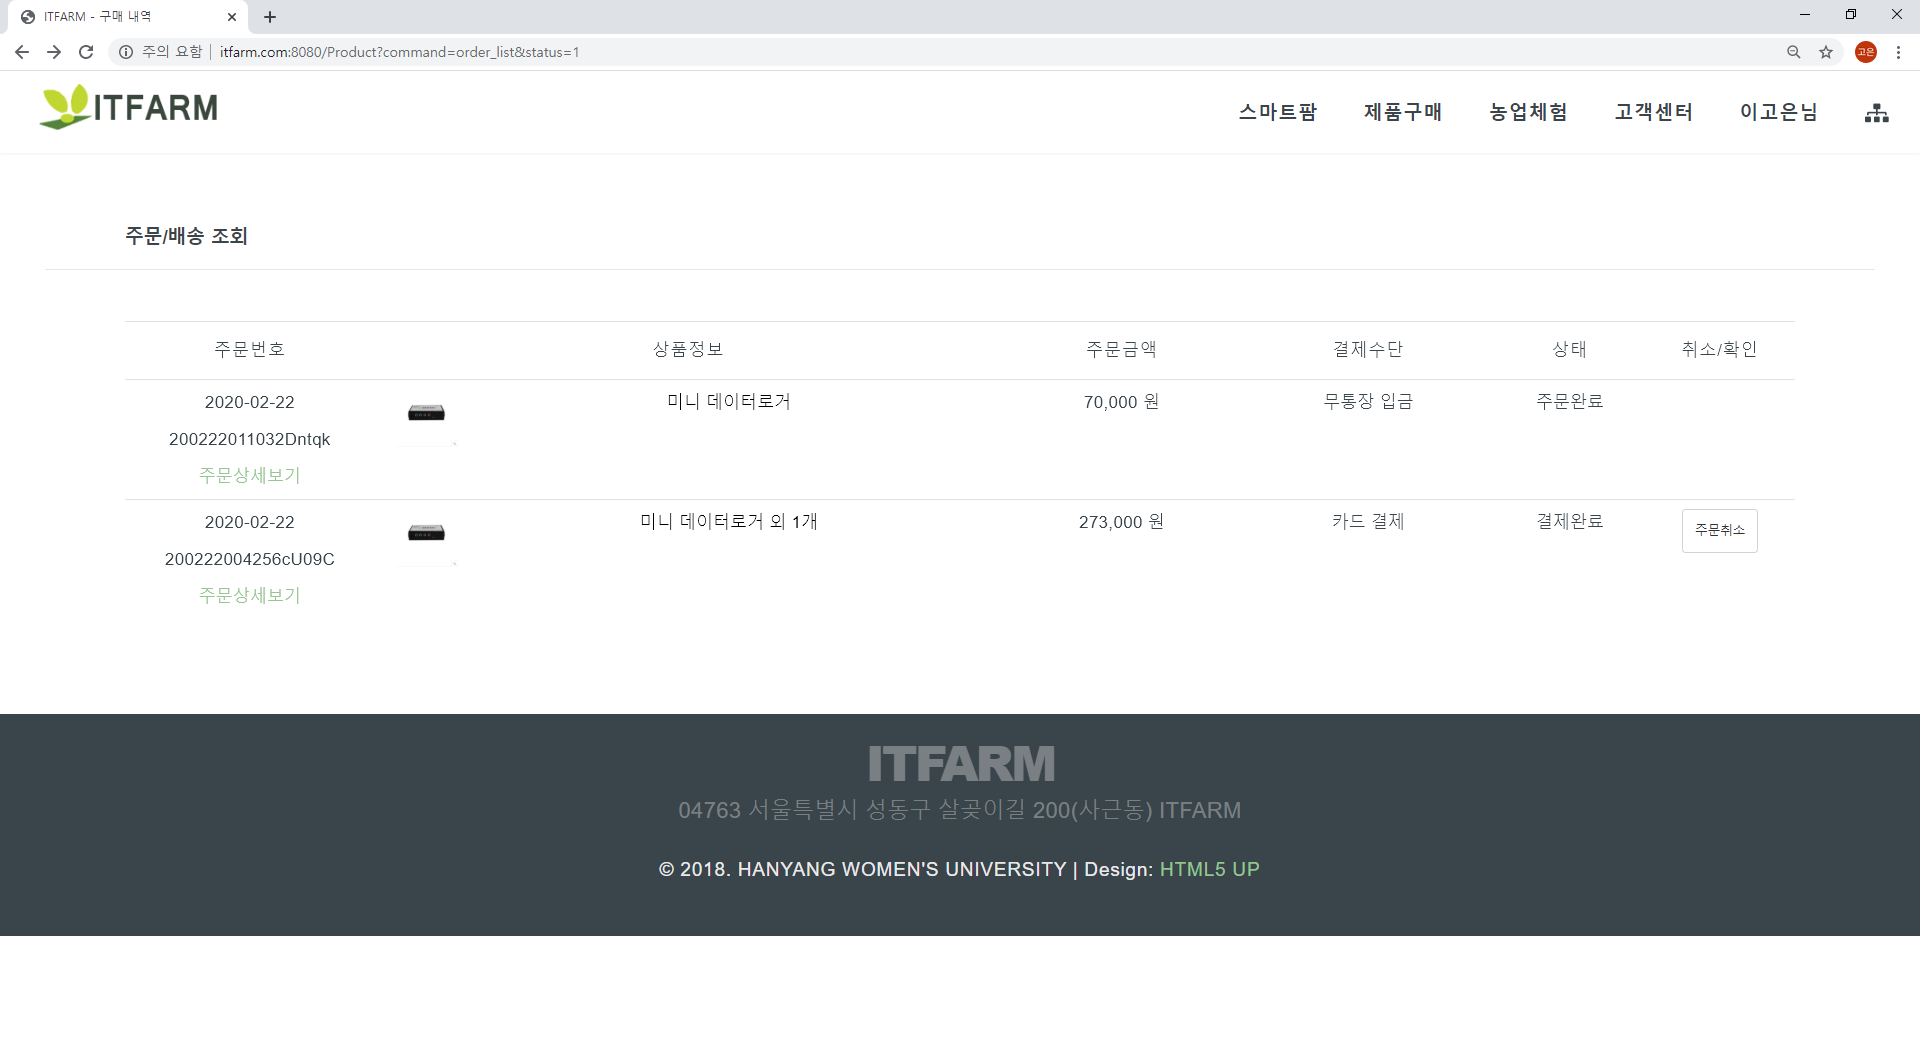 ITFARM - 구매 내역
주의 요함 | itfarm.com:8080/Product?command=order_list&status=1
고은
ITFARM
스마트팜 제품구매 농업체험 고객센터 이고은님
주문/배송 조회
주문번호 상품정보 주문금액 결제수단 상태 취소/확인
2020-02-22 미니 데이터로거 70,000 원 무통장 입금 주문완료
200222011032Dntqk
주문상세보기
2020-02-22 미니 데이터로거 외 1개 273,000 원 카드 결제 결제완료 주문취소
200222004256cU09C
주문상세보기
ITFARM
04763 서울특별시 성동구 살곶이길 200(사근동) ITFARM
© 2018. HANYANG WOMEN'S UNIVERSITY | Design: HTML5 UP